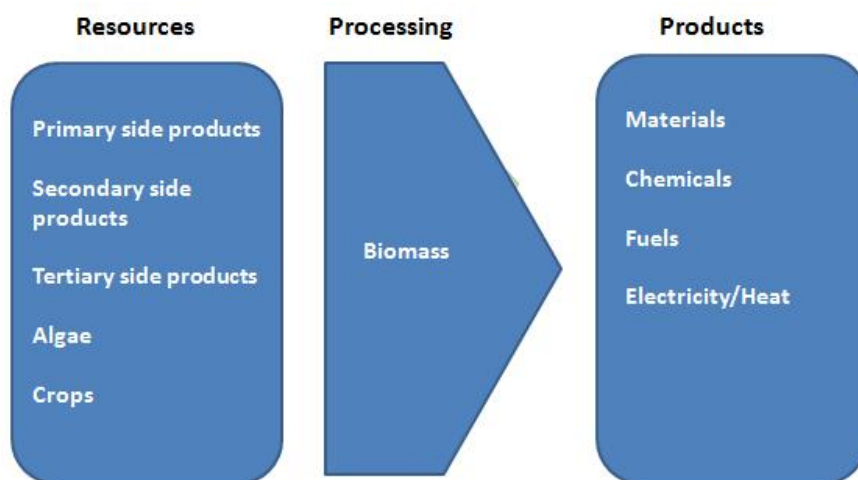 Resources
Processing
Products
Primary side products
Secondary side
products
Tertiary side products
Algae
Crops
Biomass
Materials
Chemicals
Fuels
Electricity/Heat